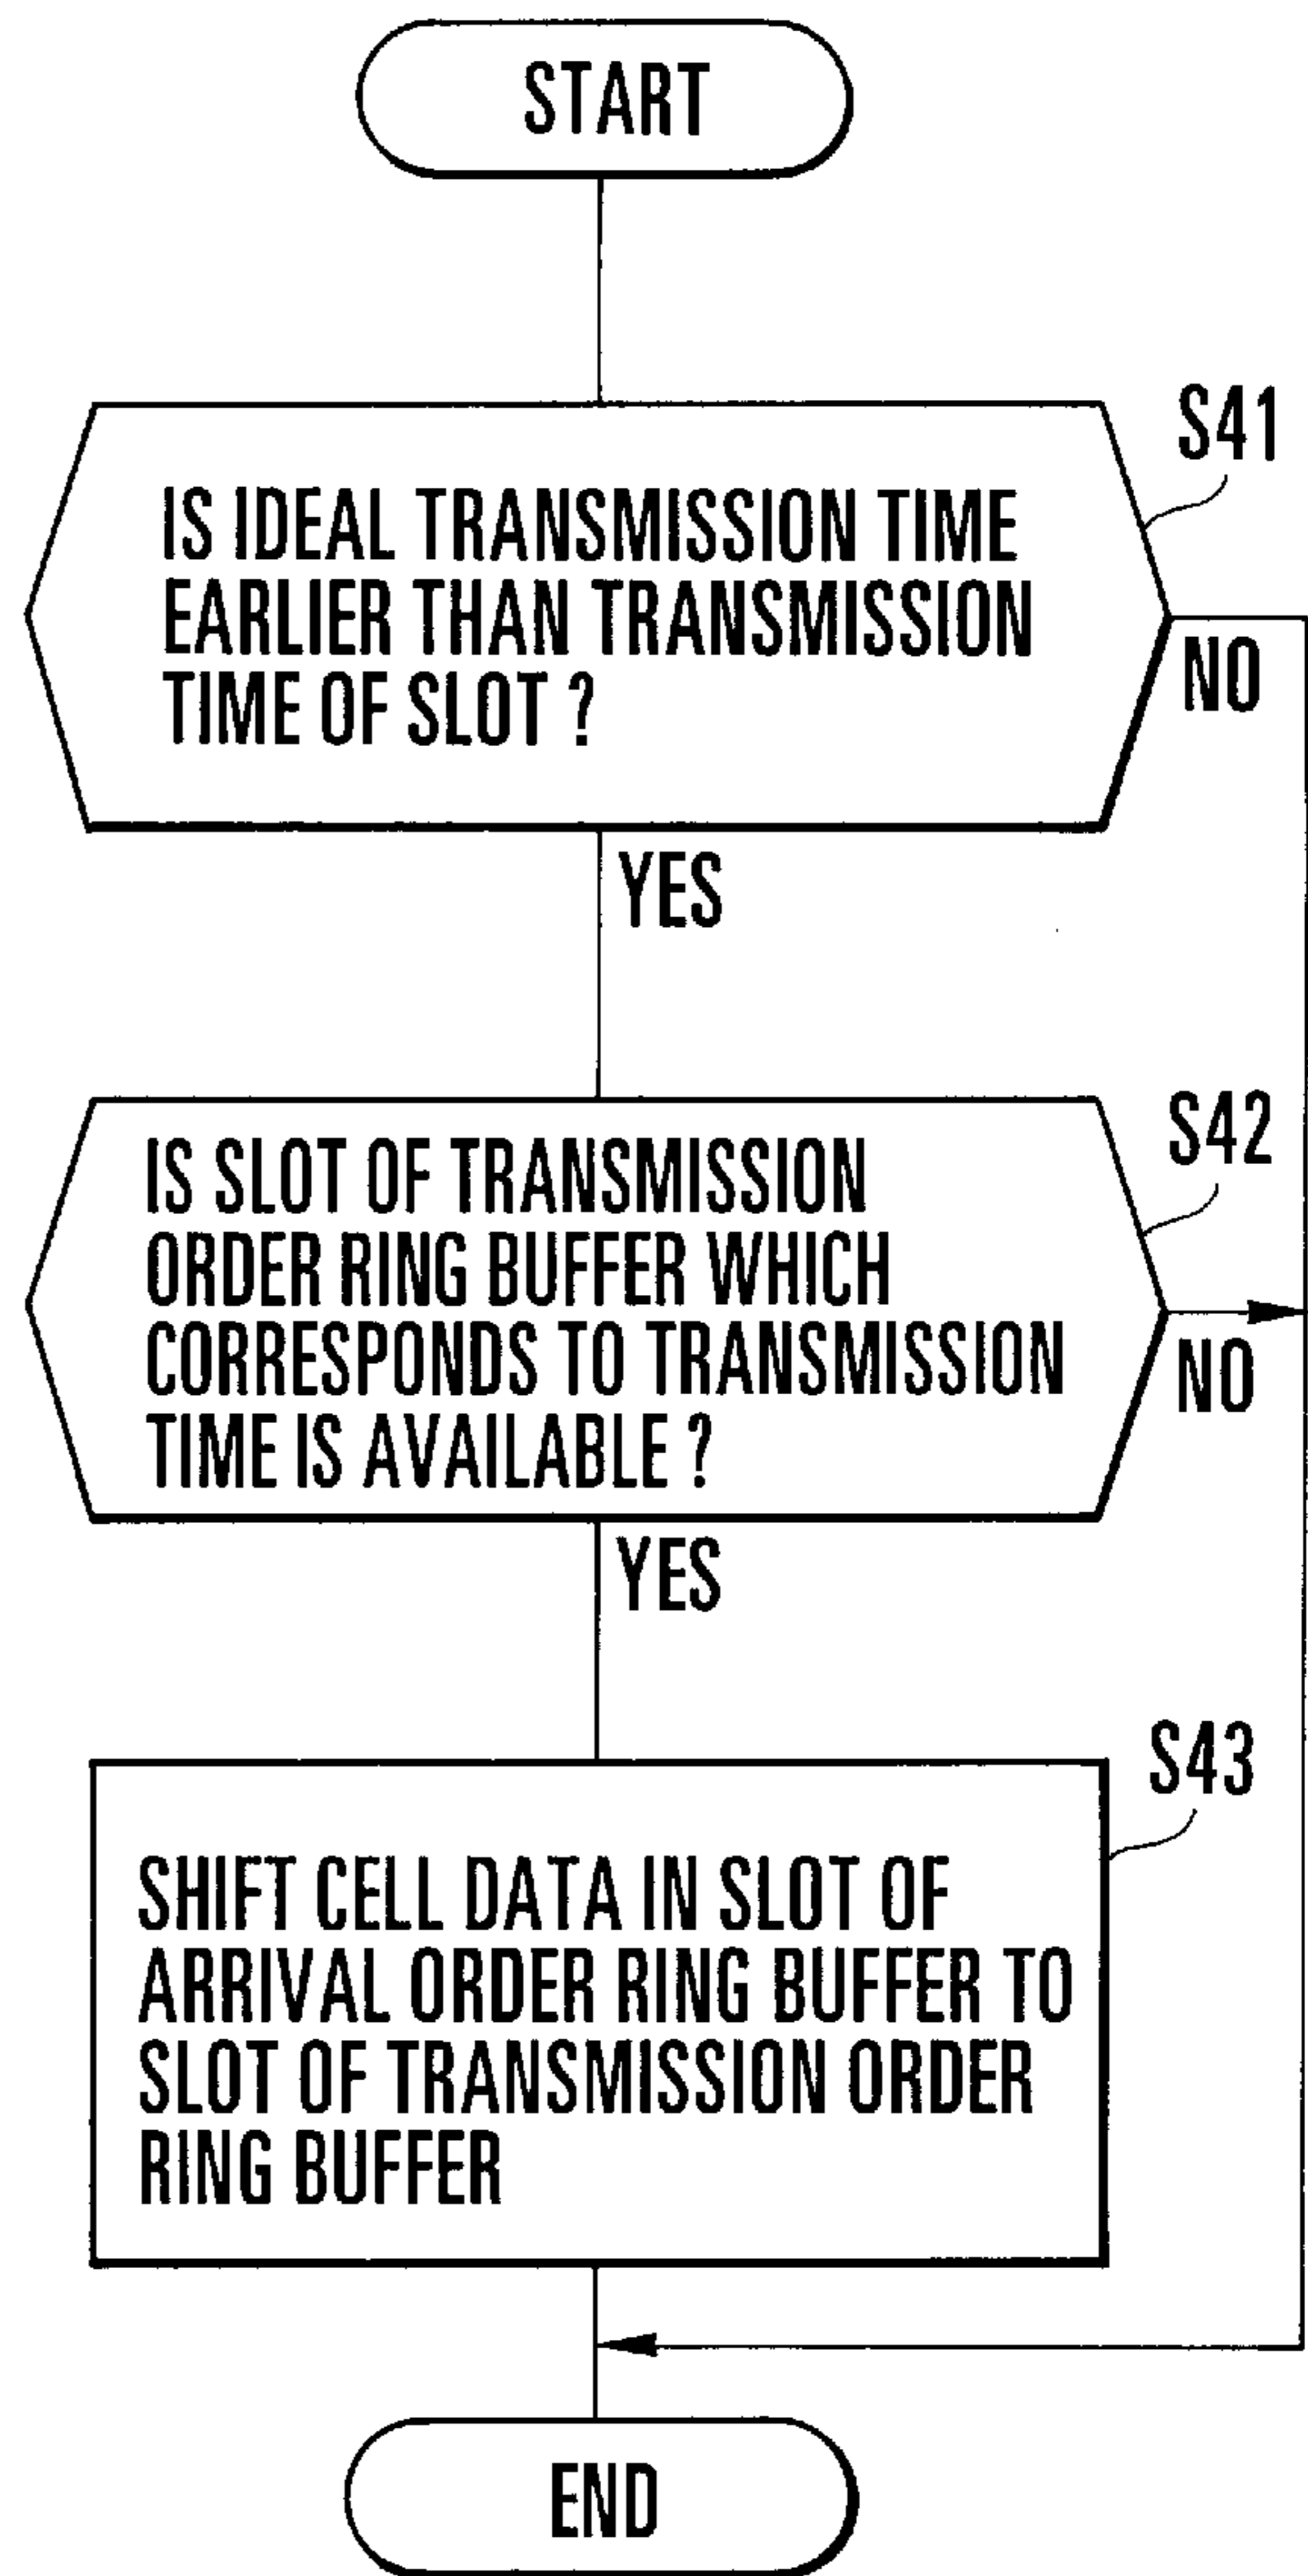 START
S41
IS IDEAL TRANSMISSION TIME
EARLIER THAN TRANSMISSION
TIME OF SLOT ?
NO
YES
S42
IS SLOT OF TRANSMISSION
ORDER RING BUFFER WHICH
CORRESPONDS TO TRANSMISSION
TIME IS AVAILABLE ?
NO
YES
S43
SHIFT CELL DATA IN SLOT OF
ARRIVAL ORDER RING BUFFER TO
SLOT OF TRANSMISSION ORDER
RING BUFFER
END